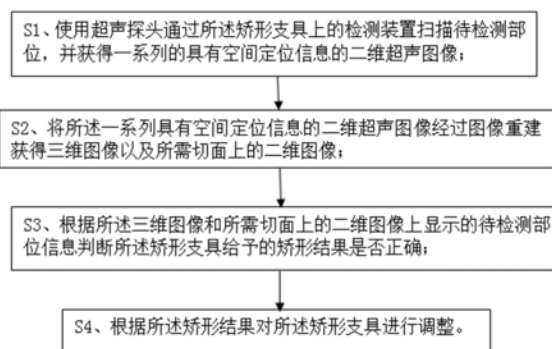 S1、使用超声探头通过所述矫形支具上的检测装置扫描待检测部
位，并获得一系列的具有空间定位信息的二维超声图像；
S2、将所述一系列具有空间定位信息的二维超声图像经过图像重建
获得三维图像以及所需切面上的二维图像；
S3、根据所述三维图像和所需切面上的二维图像上显示的待检测部
位信息判断所述矫形支具给予的矫形结果是否正确；
S4、根据所述矫形结果对所述矫形支具进行调整。